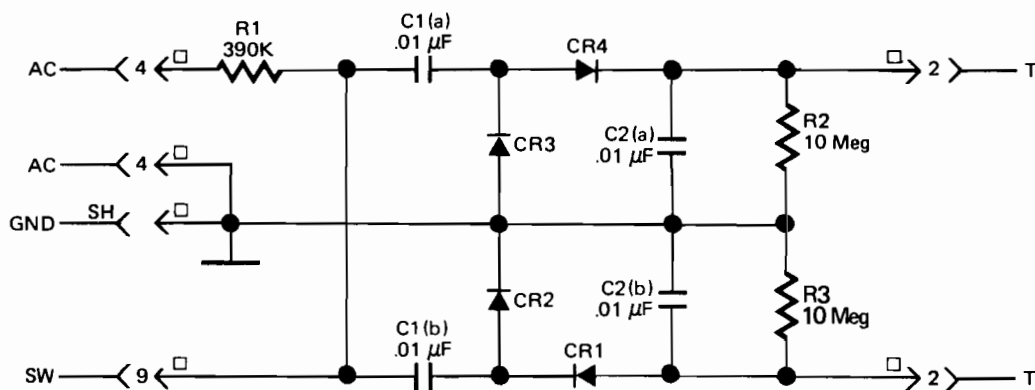 C1(a)
.01 μF
R1
390K
CR4
AC
4
2
T
C2(a)
.01 μF
R2
10 Meg
CR3
AC
4
GND
SH
CR2
C2(b)
.01 μF
R3
10 Meg
C1(b)
.01 μF
CR1
SW
9
2
T